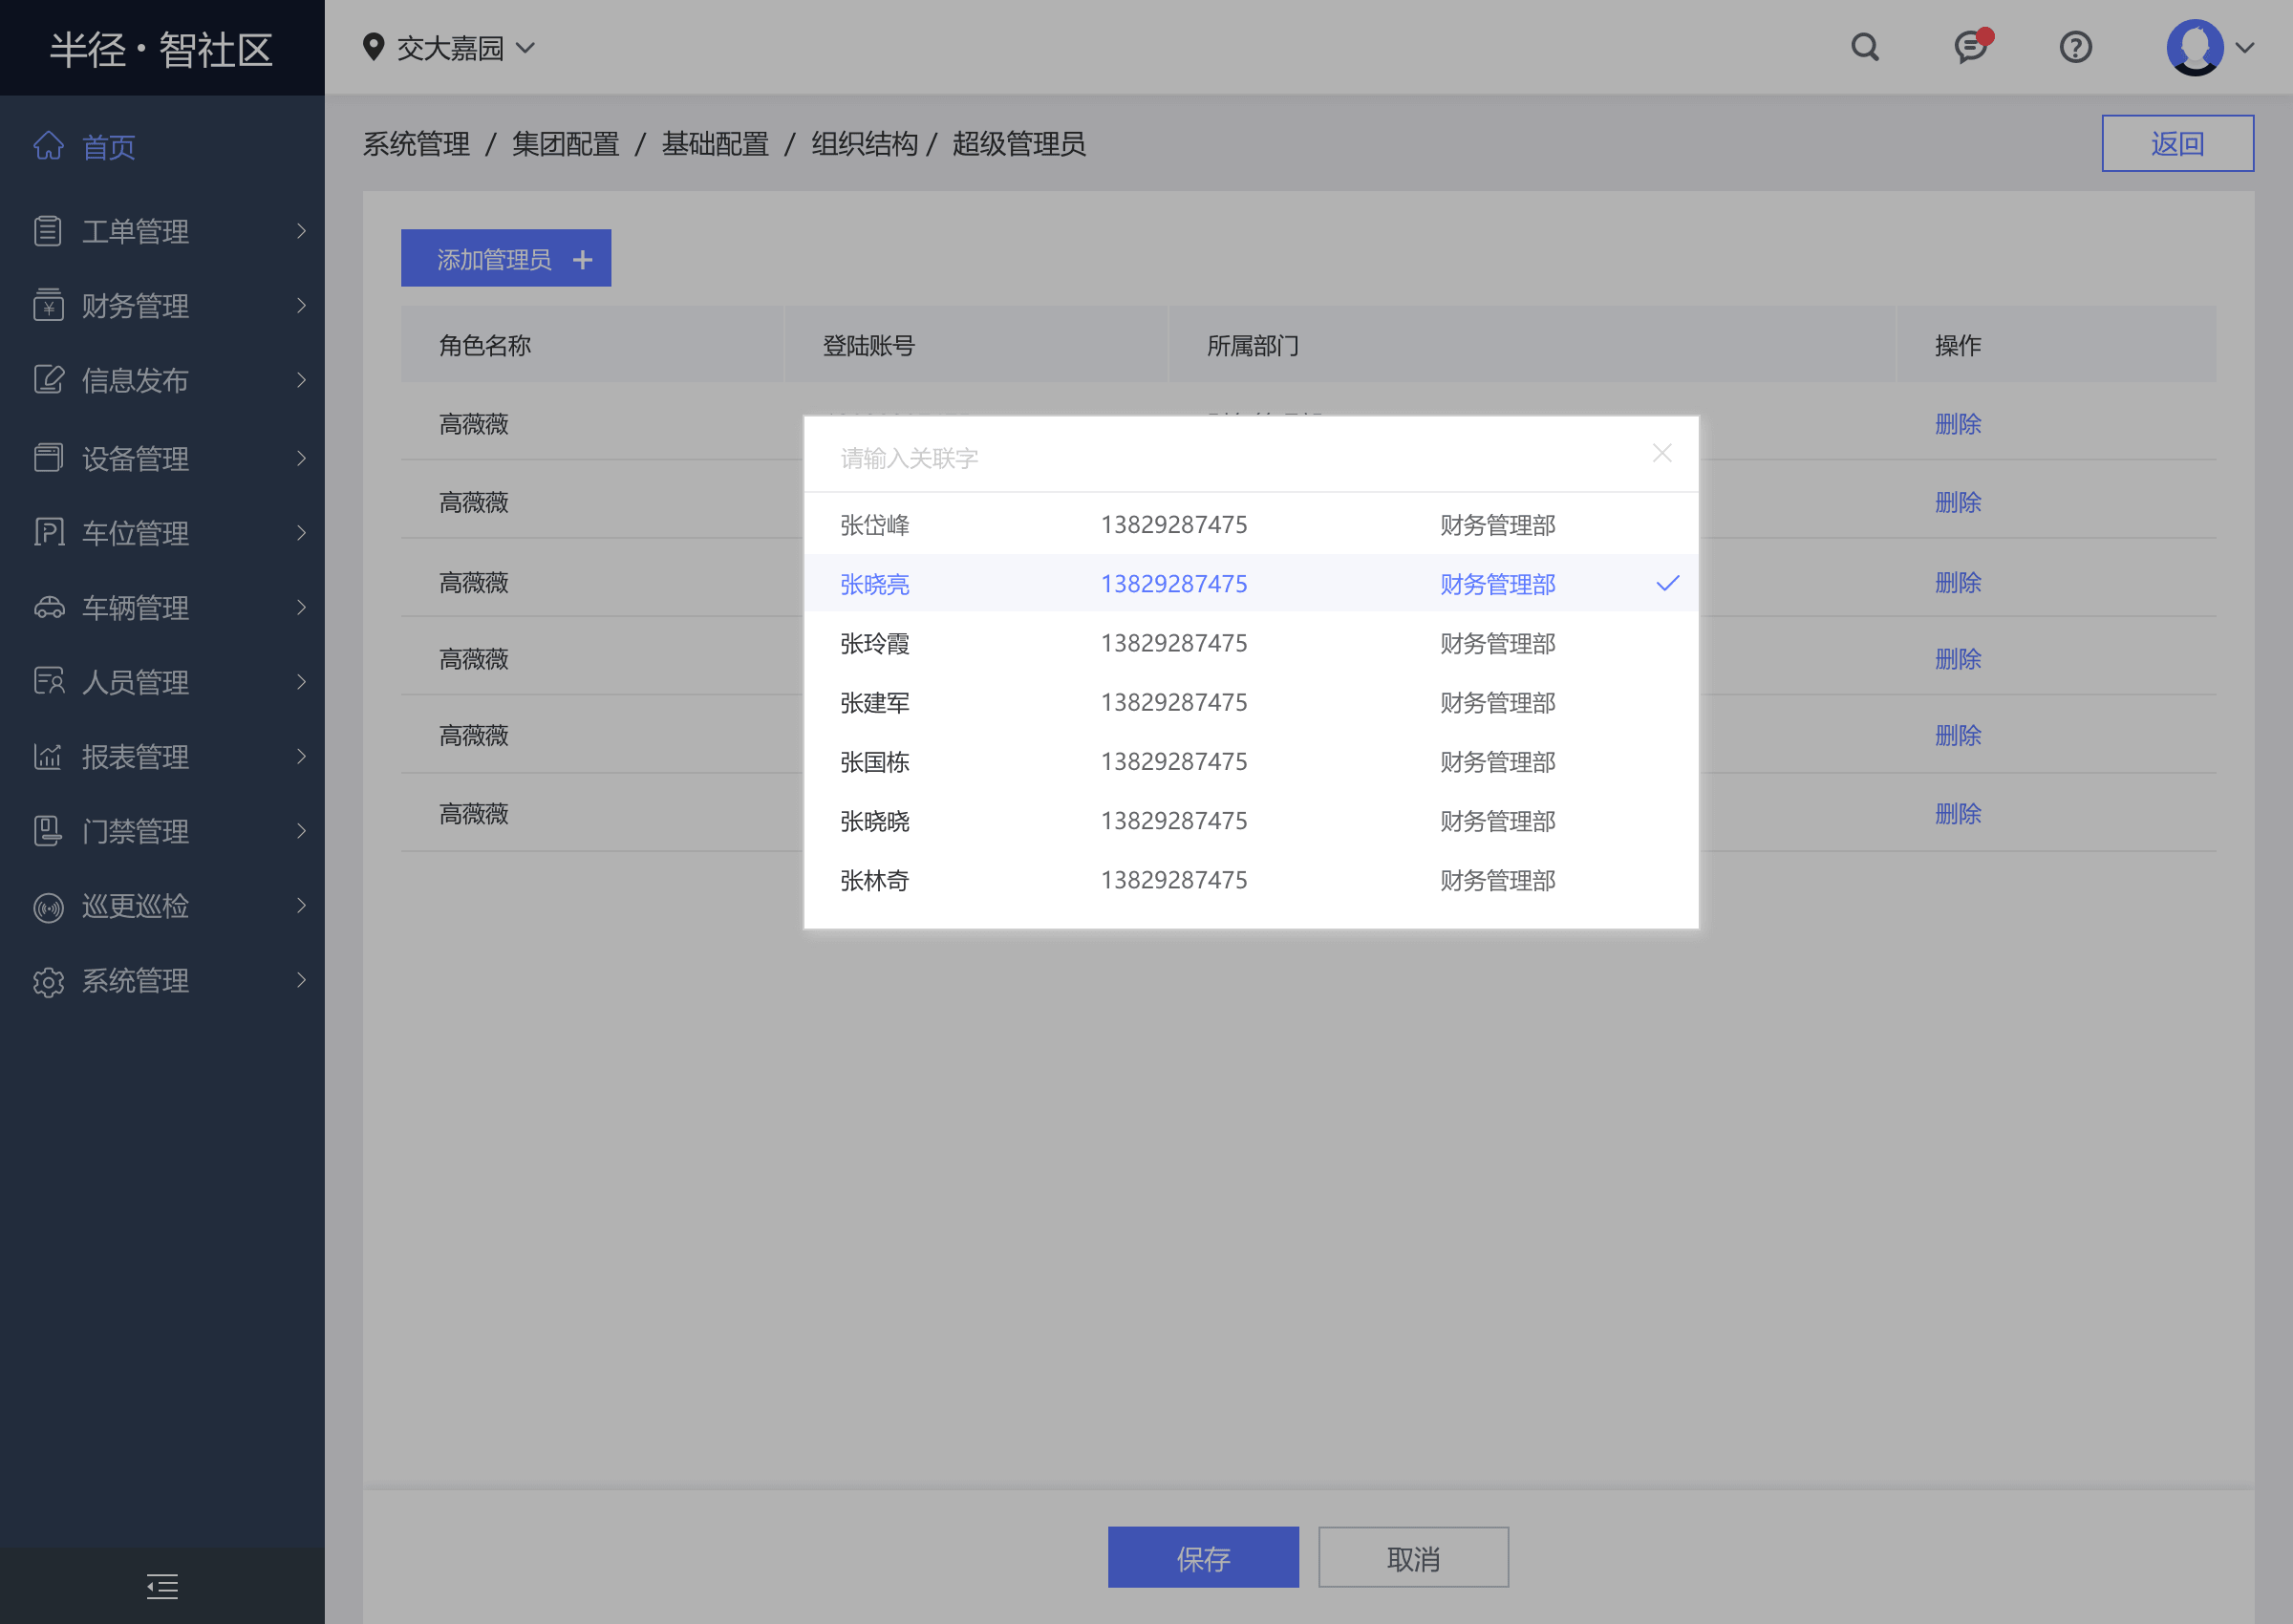 半径·智社区
交大嘉园
首页
工单管理
财务管理
信息发布
设备管理
车位管理
车辆管理
人员管理
报表管理
门禁管理
巡更巡检
系统管理
系统管理 / 集团配置 / 基础配置 / 组织结构 / 超级管理员
返回
添加管理员 +
角色名称 登陆账号 所属部门 操作
高薇薇 删除
高薇薇 删除
高薇薇 删除
高薇薇 删除
高薇薇 删除
高薇薇 删除
请输入关联字
张岱峰 13829287475 财务管理部
张晓亮 13829287475 财务管理部
张玲霞 13829287475 财务管理部
张建军 13829287475 财务管理部
张国栋 13829287475 财务管理部
张晓晓 13829287475 财务管理部
张林奇 13829287475 财务管理部
保存
取消